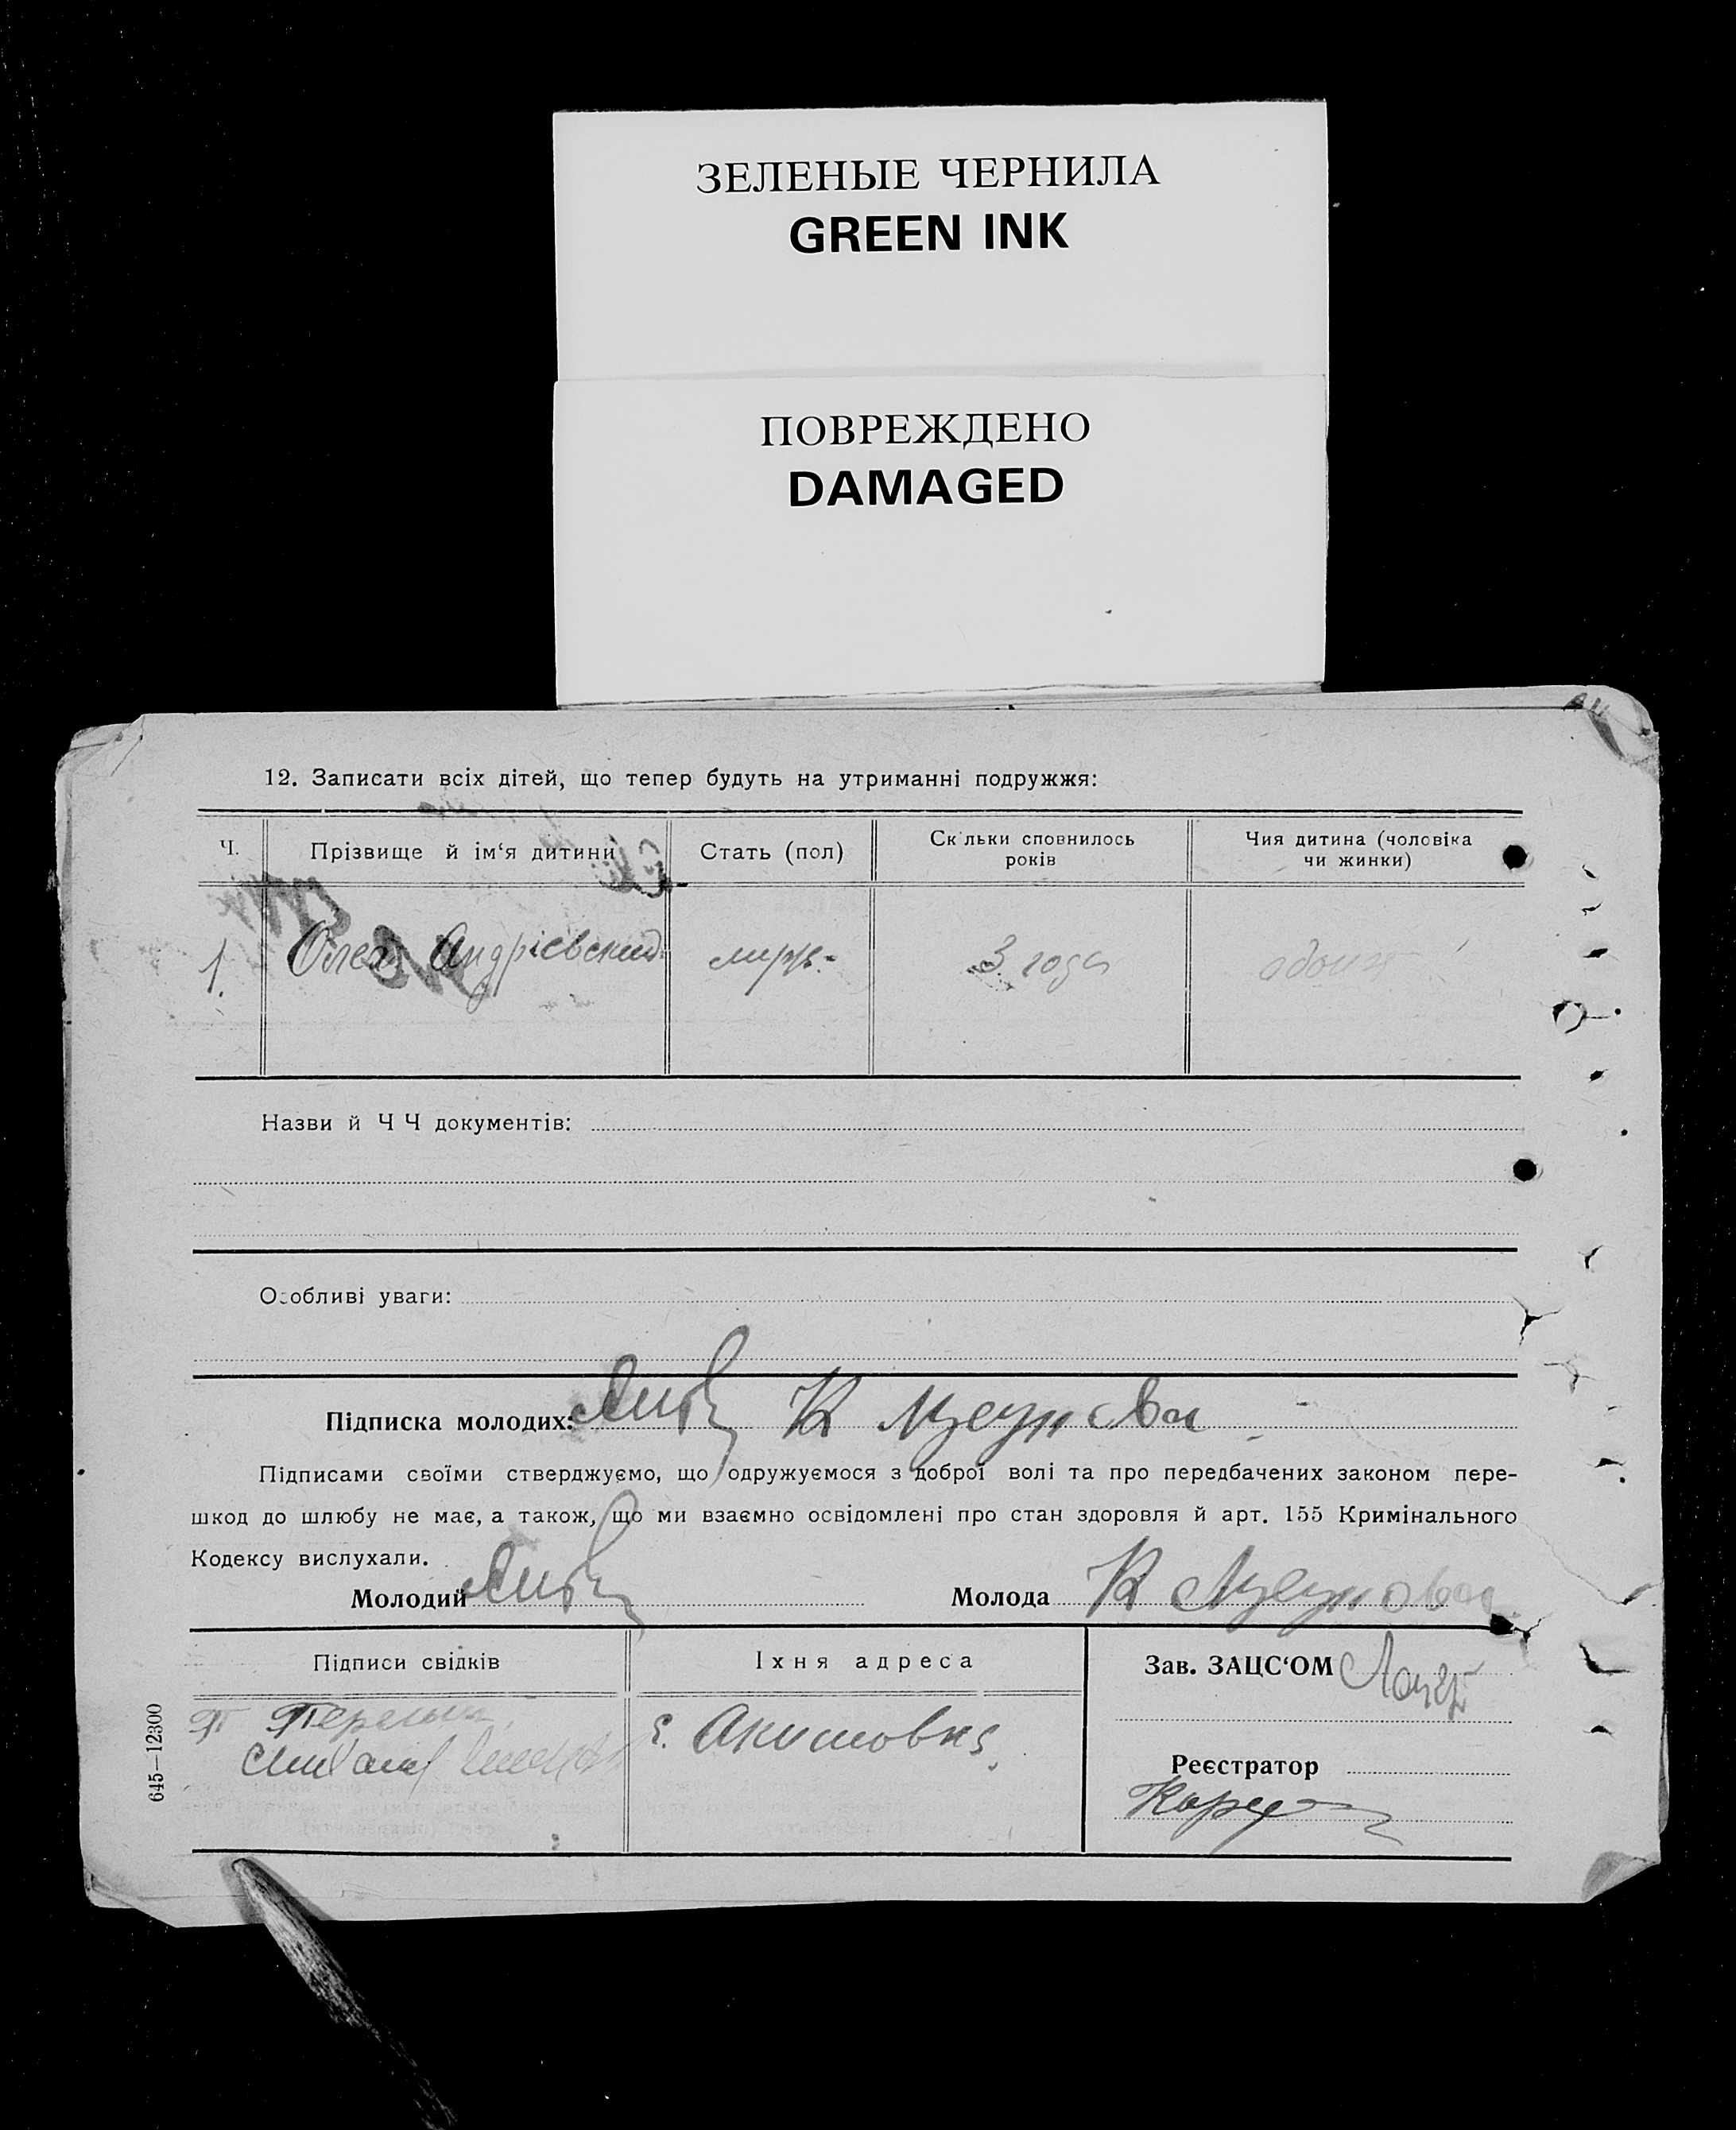 ЗЕЛЕНЫЕ ЧЕРНИЛА
GREEN INK
ПОВРЕЖДЕНО
DAMAGED
12. Записати всіх дітей, що тепер будуть на утриманні подружжя:
Ч.
Прізвище й ім‘я дитини
Стать (пол)
Скільки сповнилось
років
Чия дитина (чоловіка
чи жинки)
1. Олег Андрієвский муж. 3 года
Назви й Ч Ч документів:
Особливі уваги:
Підписка молодих: К
Підписами своїми стверджуємо, що одружуємося з доброї волі та про передбачених законом пере-
шкод до шлюбу не має, а також, що ми взаємно освідомлені про стан здоровля й арт. 155 Кримінального
Кодексу вислухали.
Молодий
Молода К
Підписи свідків
Їхня адреса
Зав. ЗАЦС‘ОМ
с. Акимовка
Реєстратор
645—12300